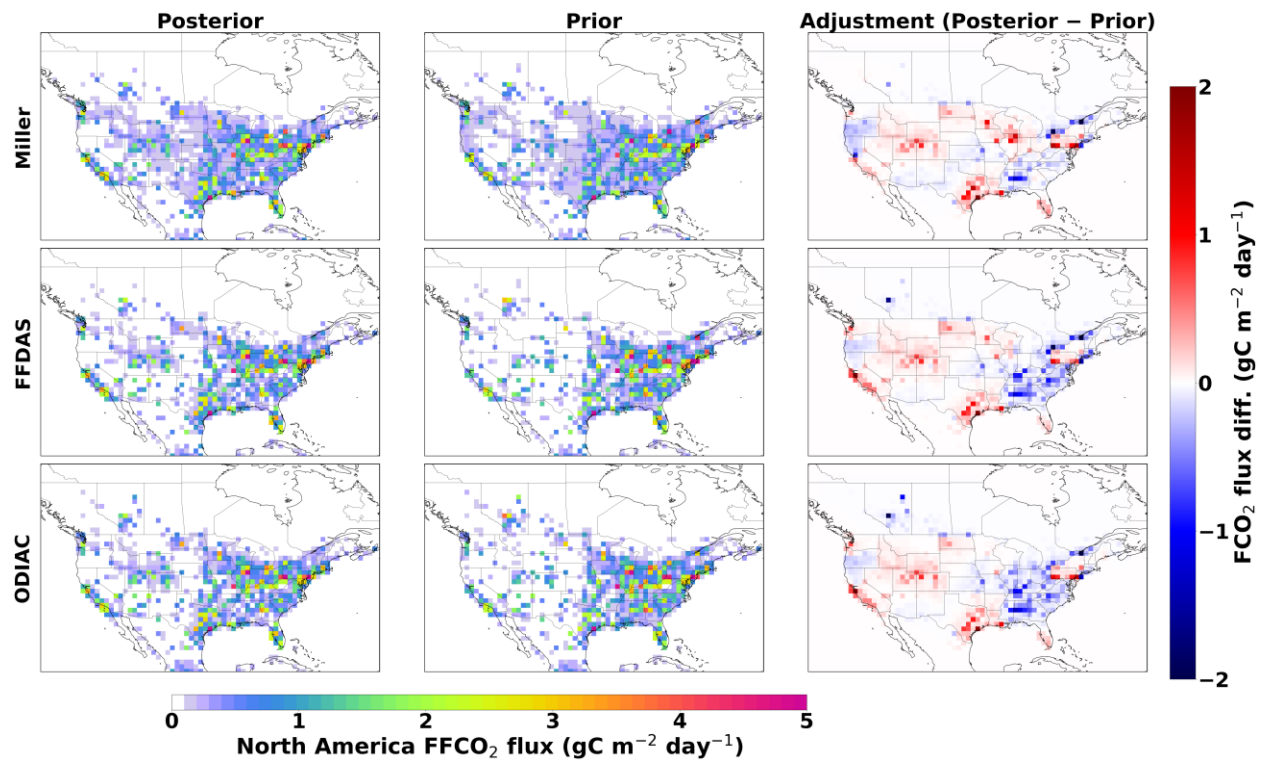 Posterior Prior Adjustment (Posterior − Prior)
Miller
FFDAS
ODIAC
2
1
0
−1
−2
FCO₂ flux diff. (gC m⁻² day⁻¹)
0 1 2 3 4 5
North America FFCO₂ flux (gC m⁻² day⁻¹)